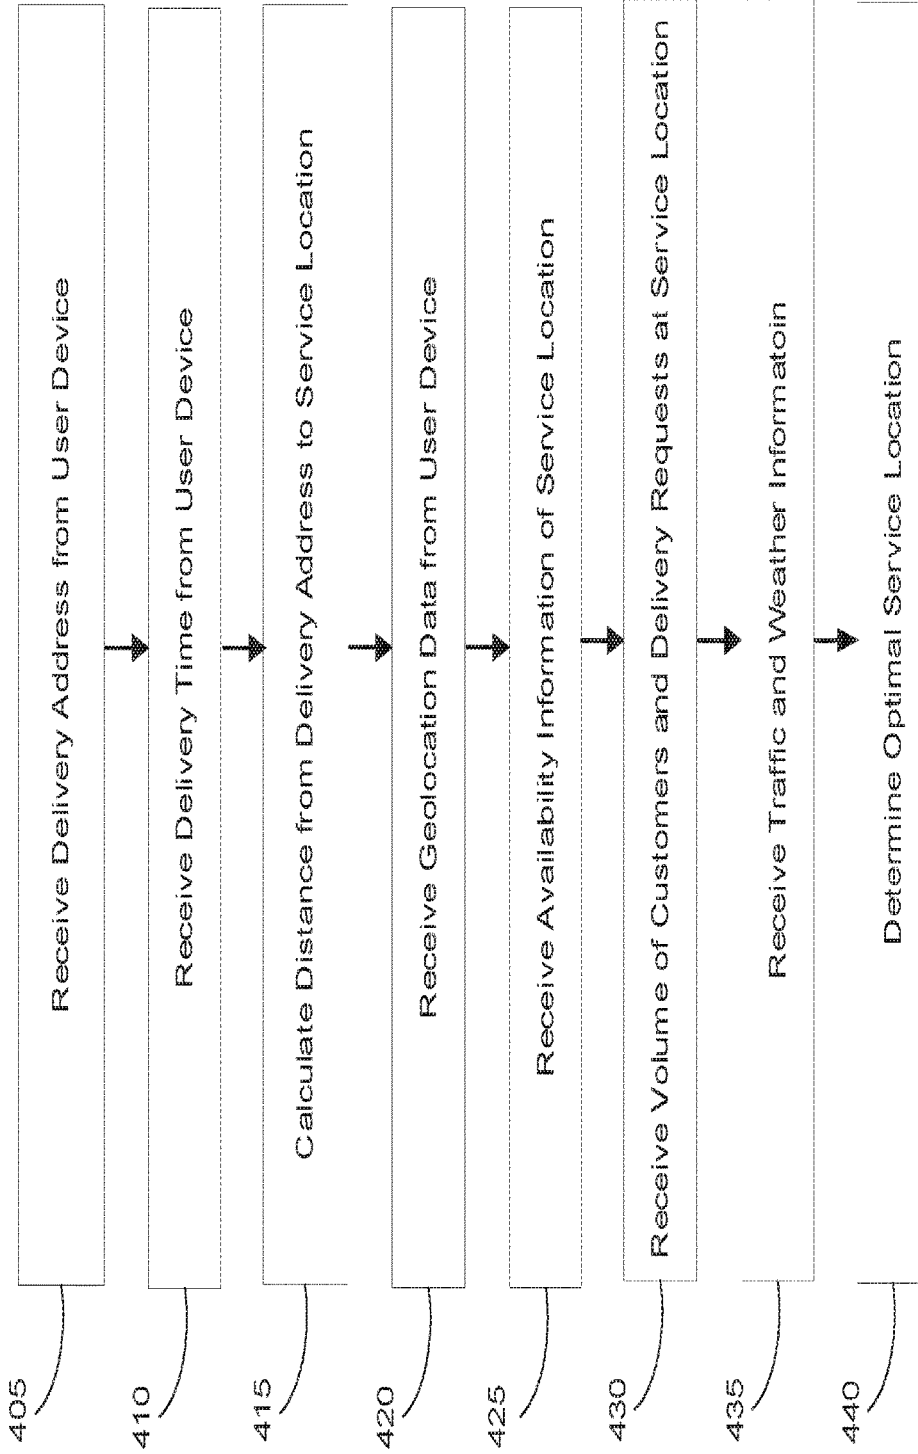 405
Receive Delivery Address from User Device
410
Receive Delivery Time from User Device
415
Calculate Distance from Delivery Address to Service Location
420
Receive Geolocation Data from User Device
425
Receive Availability Information of Service Location
430
Receive Volume of Customers and Delivery Requests at Service Location
435
Receive Traffic and Weather Informatoin
440
Determine Optimal Service Location